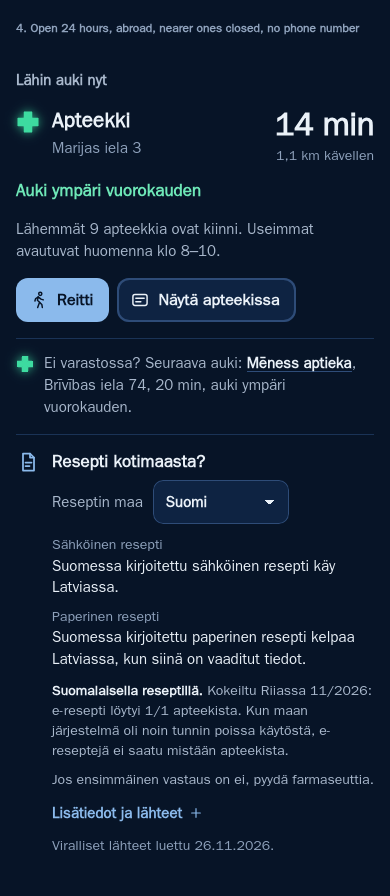 4. Open 24 hours, abroad, nearer ones closed, no phone number
Lähin auki nyt
Apteekki
14 min
Marijas iela 3
1,1 km kävellen
Auki ympäri vuorokauden
Lähemmät 9 apteekkia ovat kiinni. Useimmat
avautuvat huomenna klo 8–10.
Reitti
Näytä apteekissa
Ei varastossa? Seuraava auki: Mēness aptieka,
Brīvības iela 74, 20 min, auki ympäri
vuorokauden.
Resepti kotimaasta?
Reseptin maa
Suomi
Sähköinen resepti
Suomessa kirjoitettu sähköinen resepti käy
Latviassa.
Paperinen resepti
Suomessa kirjoitettu paperinen resepti kelpaa
Latviassa, kun siinä on vaaditut tiedot.
Suomalaisella reseptillä. Kokeiltu Riiassa 11/2026:
e-resepti löytyi 1/1 apteekista. Kun maan
järjestelmä oli noin tunnin poissa käytöstä, e-
reseptejä ei saatu mistään apteekista.
Jos ensimmäinen vastaus on ei, pyydä farmaseuttia.
Lisätiedot ja lähteet +
Viralliset lähteet luettu 26.11.2026.